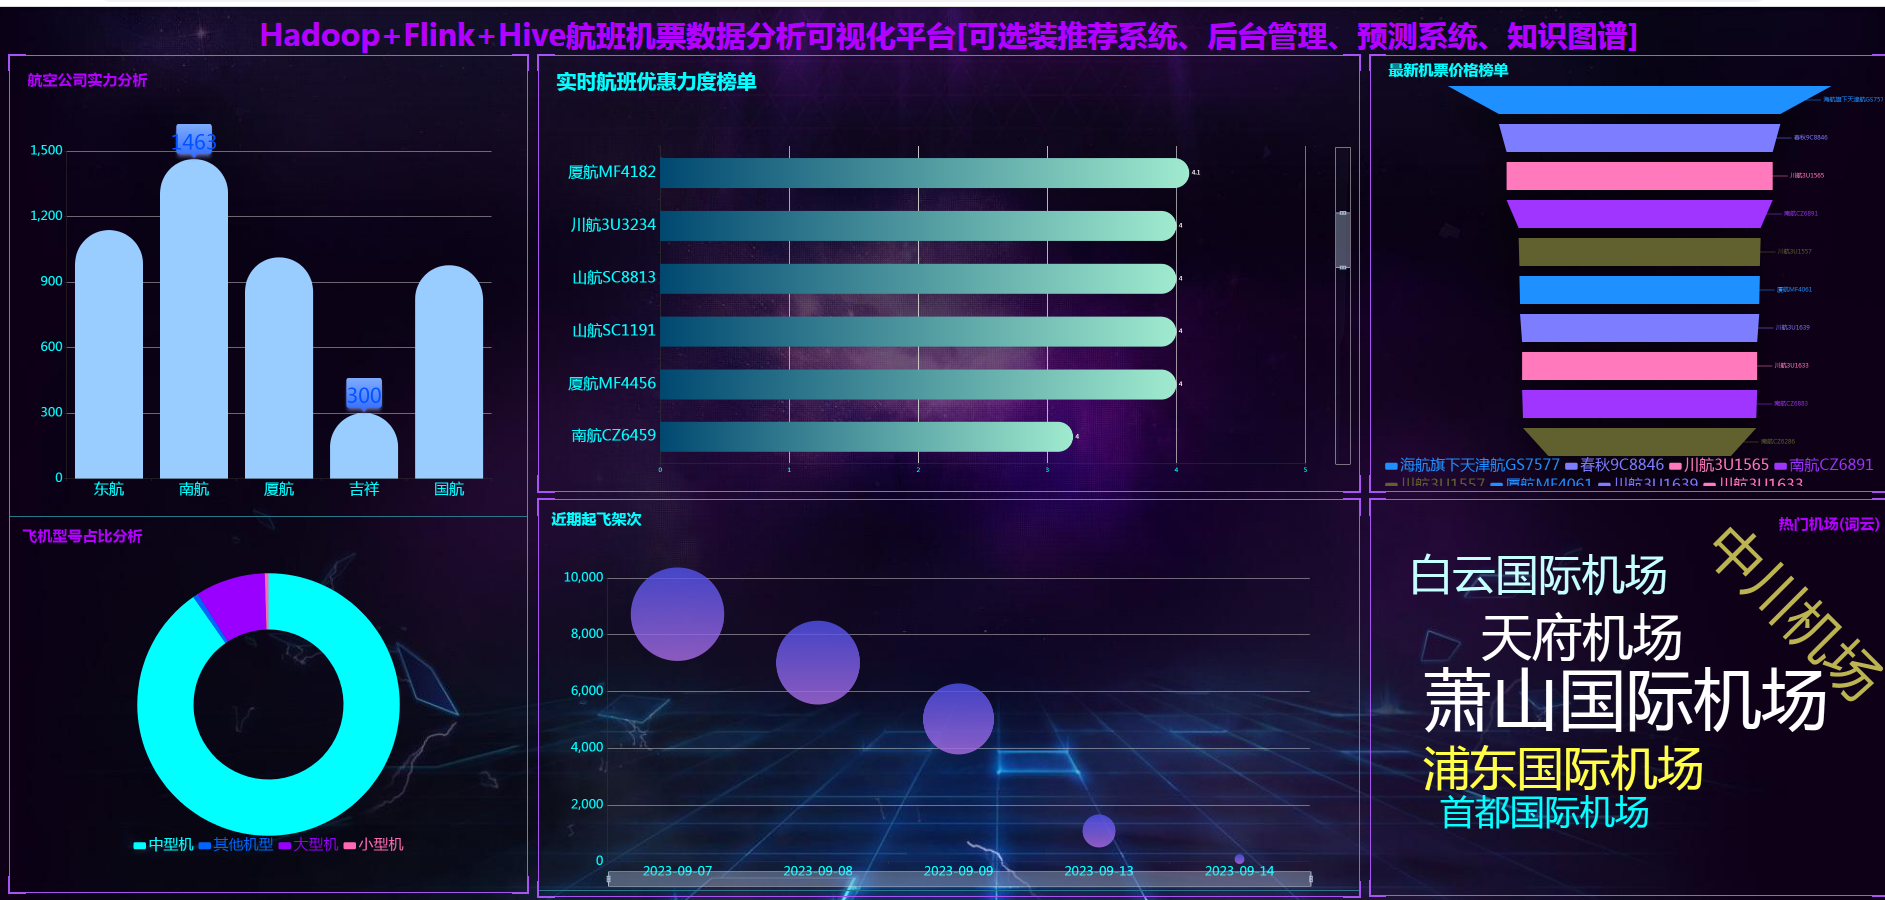 Hadoop+Flink+Hive航班机票数据分析可视化平台[可选装推荐系统、后台管理、预测系统、知识图谱]
航空公司实力分析
1,500
1,200
900
600
300
0
1463
300
东航
南航
厦航
吉祥
国航
飞机型号占比分析
中型机
其他机型
大型机
小型机
实时航班优惠力度榜单
厦航MF4182
4.1
川航3U3234
4
山航SC8813
4
山航SC1191
4
厦航MF4456
4
南航CZ6459
4
0
1
2
3
4
5
近期起飞架次
10,000
8,000
6,000
4,000
2,000
0
2023-09-07
2023-09-08
2023-09-09
2023-09-13
2023-09-14
最新机票价格榜单
海航旗下天津航GS757
春秋9C8846
川航3U1565
南航CZ6891
川航3U1557
厦航MF4061
川航3U1639
川航3U1633
南航CZ6883
南航CZ6286
海航旗下天津航GS7577
春秋9C8846
川航3U1565
南航CZ6891
川航3U1557
厦航MF4061
川航3U1639
川航3U1633
热门机场(词云)
白云国际机场
中川机场
天府机场
萧山国际机场
浦东国际机场
首都国际机场